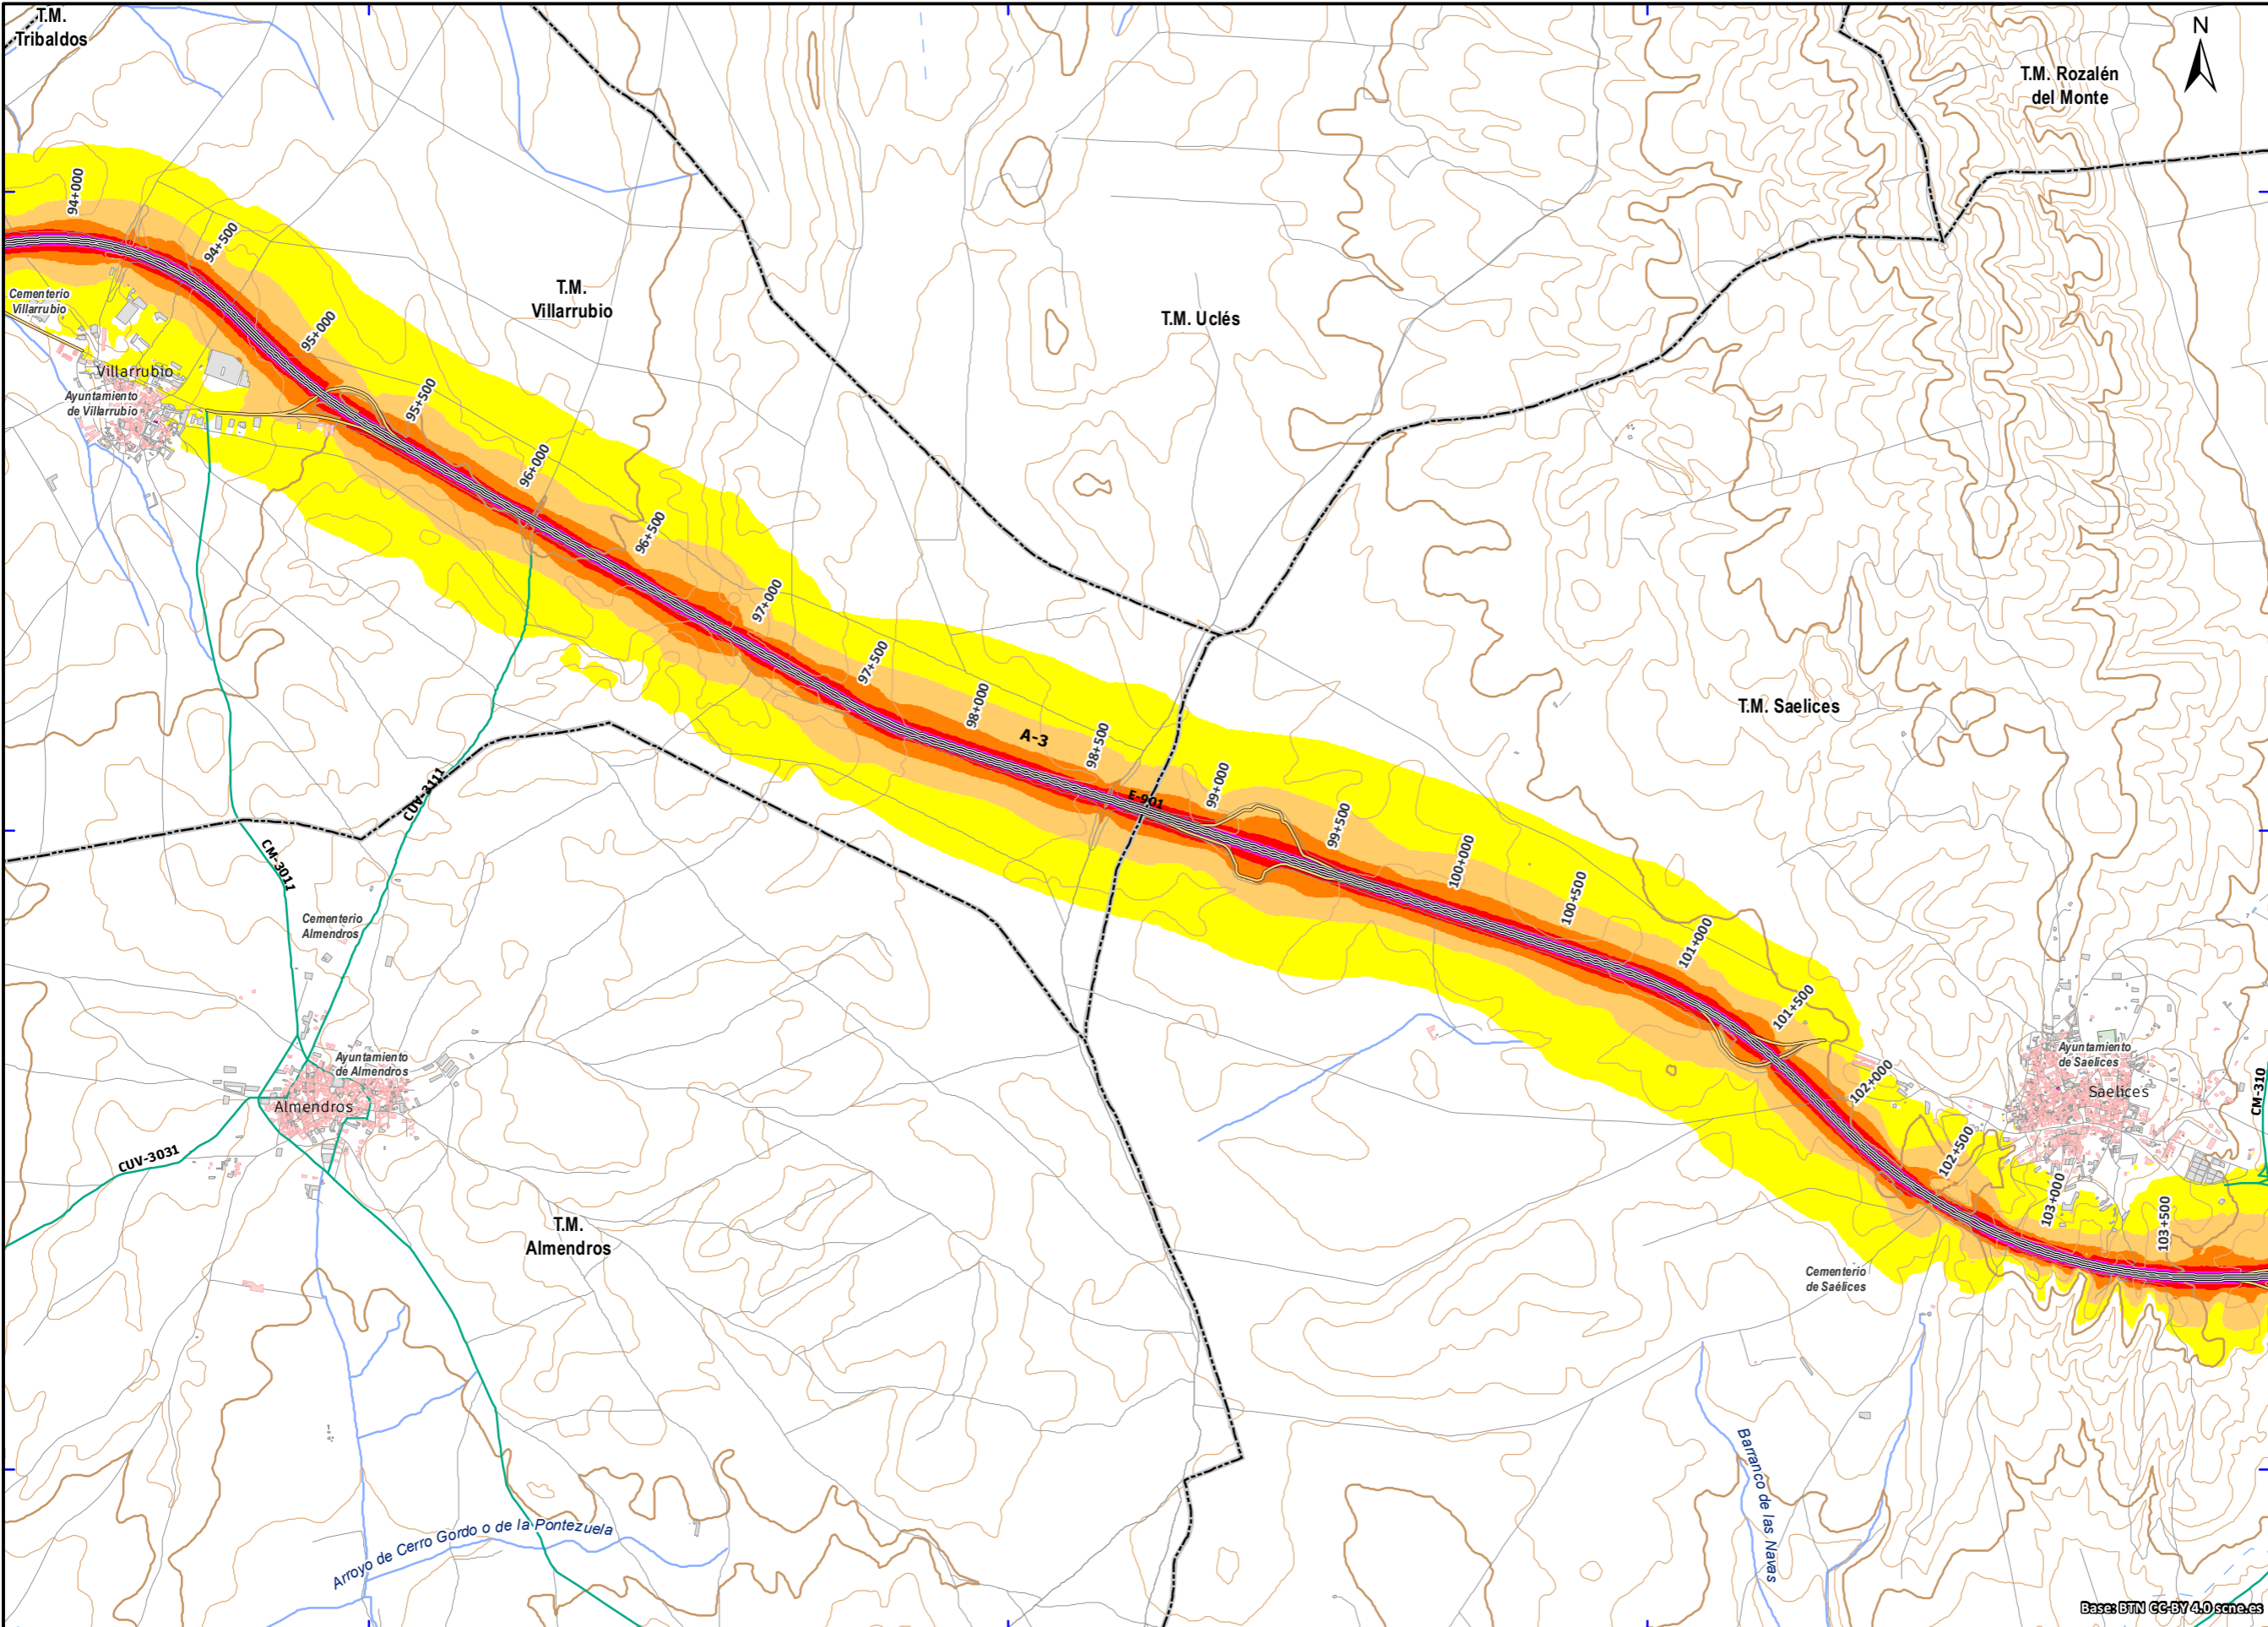 T.M.
Tribaldos
N
T.M. Rozalén
del Monte
94+000
94+500
Cementerio
Villarrubio
T.M.
Villarrubio
T.M. Uclés
95+000
Villarrubio
Ayuntamiento
de Villarrubio
95+500
96+000
96+500
97+000
97+500
98+000
A-3
98+500
T.M. Saelices
E-901
99+000
99+500
100+000
100+500
101+000
101+500
102+000
102+500
103+000
103+500
CUV-3111
CM-3011
Cementerio
Almendros
Ayuntamiento
de Almendros
Almendros
CUV-3031
Ayuntamiento
de Saelices
Saelices
CM-310
T.M.
Almendros
Cementerio
de Saélices
Barranco de las Navas
Arroyo de Cerro Gordo o de la Pontezuela
Base: BTN CC-BY 4.0 scne.es